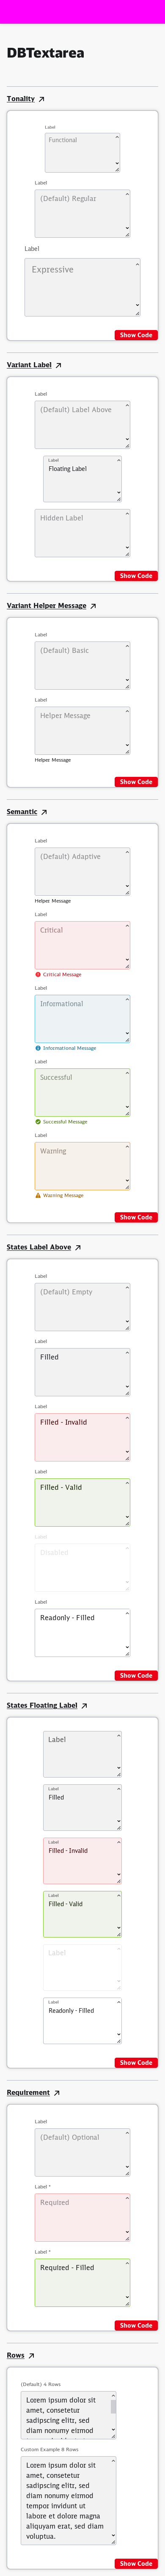 DBTextarea
Tonality
Label
Functional
Label
(Default) Regular
Label
Expressive
Show Code
Variant Label
Label
(Default) Label Above
Label
Floating Label
Hidden Label
Show Code
Variant Helper Message
Label
(Default) Basic
Label
Helper Message
Helper Message
Show Code
Semantic
Label
(Default) Adaptive
Helper Message
Label
Critical
Critical Message
Label
Informational
Informational Message
Label
Successful
Successful Message
Label
Warning
Warning Message
Show Code
States Label Above
Label
(Default) Empty
Label
Filled
Label
Filled - Invalid
Label
Filled - Valid
Label
Disabled
Label
Readonly - Filled
Show Code
States Floating Label
Label
Label
Filled
Label
Filled - Invalid
Label
Filled - Valid
Label
Label
Readonly - Filled
Show Code
Requirement
Label
(Default) Optional
Label *
Required
Label *
Required - Filled
Show Code
Rows
(Default) 4 Rows
Lorem ipsum dolor sit
amet, consetetur
sadipscing elitr, sed
diam nonumy eirmod
Custom Example 8 Rows
Lorem ipsum dolor sit
amet, consetetur
sadipscing elitr, sed
diam nonumy eirmod
tempor invidunt ut
labore et dolore magna
aliquyam erat, sed diam
voluptua.
Show Code